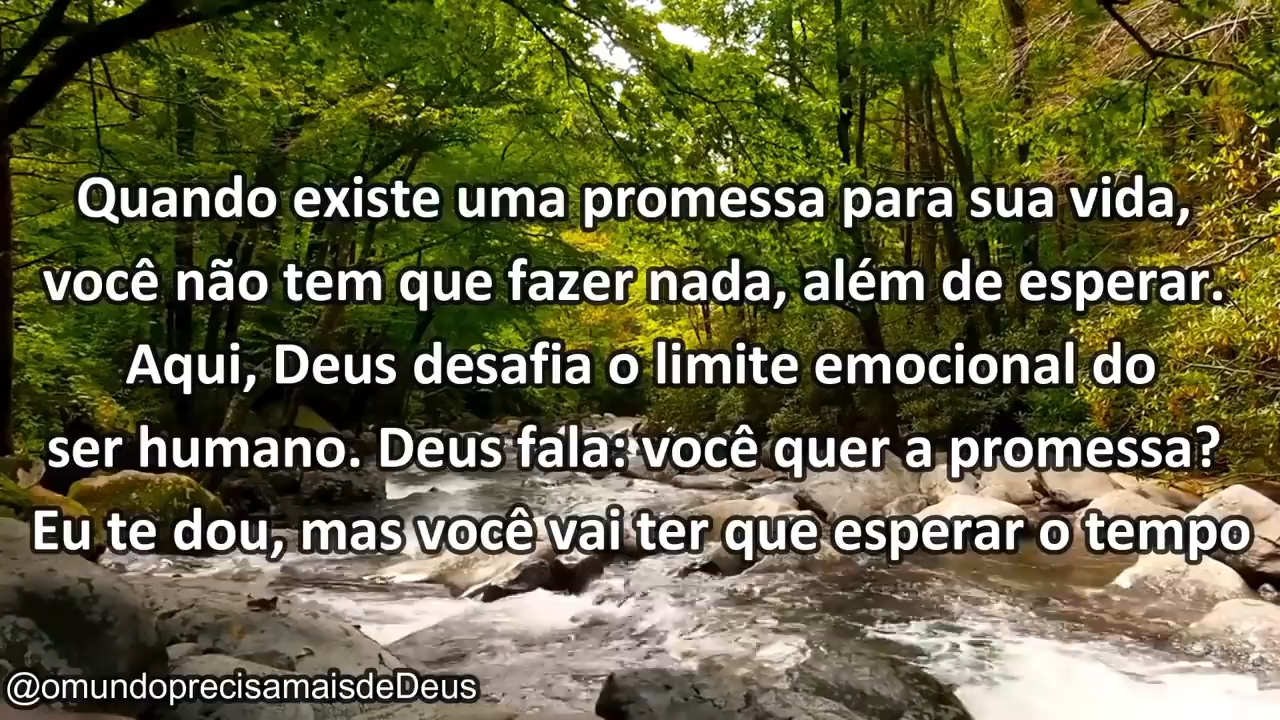 Quando existe uma promessa para sua vida,
você não tem que fazer nada, além de esperar.
Aqui, Deus desafia o limite emocional do
ser humano. Deus fala: você quer a promessa?
Eu te dou, mas você vai ter que esperar o tempo
@omundoprecisamaisdeDeus